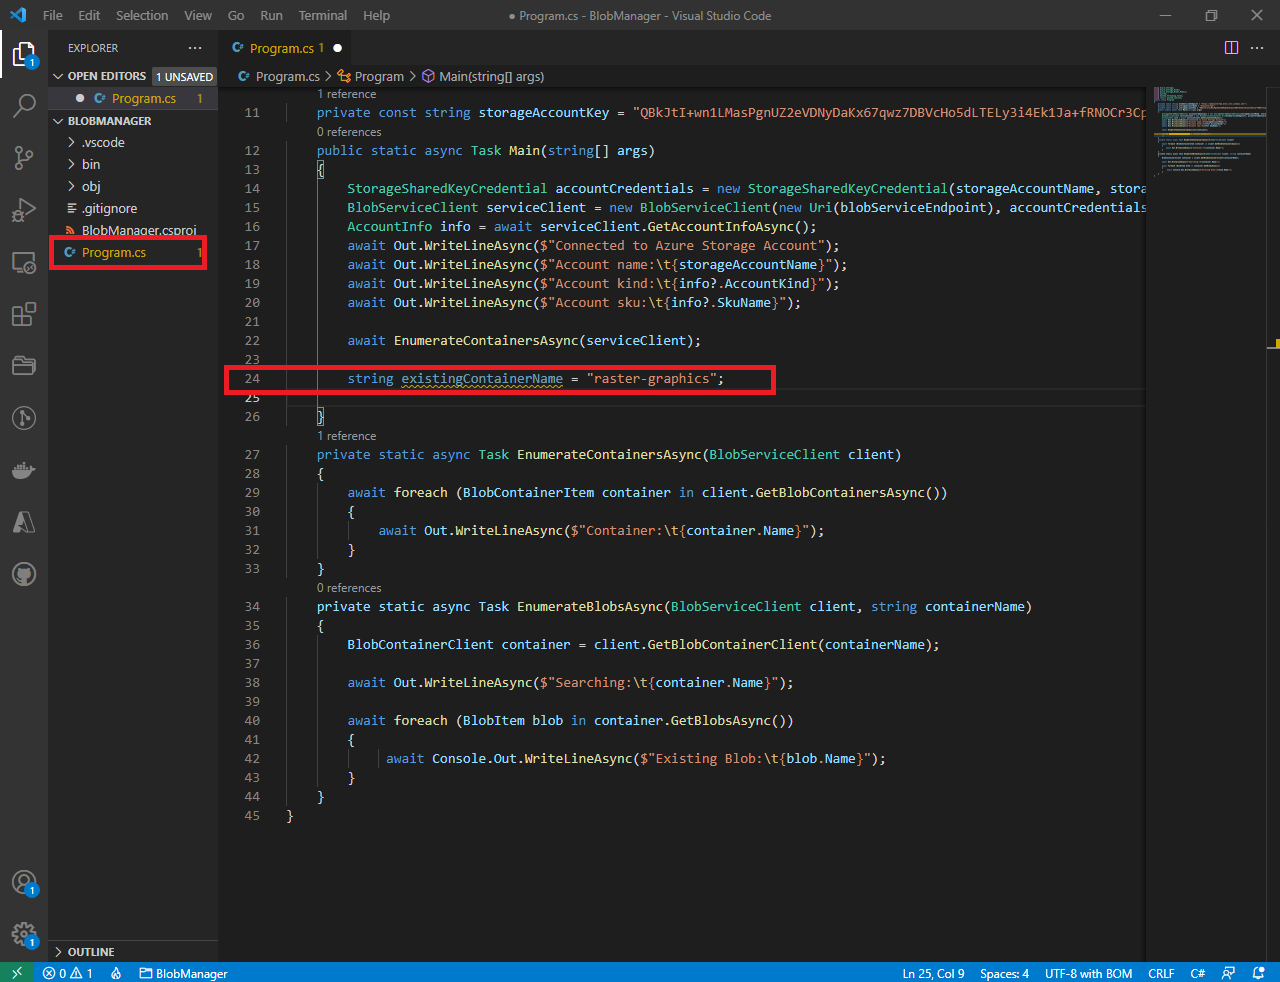 File Edit Selection View Go Run Terminal Help ● Program.cs - BlobManager - Visual Studio Code
EXPLORER
Program.cs 1
OPEN EDITORS 1 UNSAVED
Program.cs > Program > Main(string[] args)
Program.cs 1
BLOBMANAGER
.vscode
bin
obj
.gitignore
BlobManager.csproj
Program.cs 1
OUTLINE
1 reference
11 private const string storageAccountKey = "QBkJtI+wn1LMasPgnUZ2eVDNyDaKx67qwz7DBVcHo5dLTELy3i4Ek1Ja+fRNOCr3Cp
0 references
12 public static async Task Main(string[] args)
13 {
14 StorageSharedKeyCredential accountCredentials = new StorageSharedKeyCredential(storageAccountName, stora
15 BlobServiceClient serviceClient = new BlobServiceClient(new Uri(blobServiceEndpoint), accountCredentials
16 AccountInfo info = await serviceClient.GetAccountInfoAsync();
17 await Out.WriteLineAsync($"Connected to Azure Storage Account");
18 await Out.WriteLineAsync($"Account name:\t{storageAccountName}");
19 await Out.WriteLineAsync($"Account kind:\t{info?.AccountKind}");
20 await Out.WriteLineAsync($"Account sku:\t{info?.SkuName}");
21
22 await EnumerateContainersAsync(serviceClient);
23
24 string existingContainerName = "raster-graphics";
25
26 }
1 reference
27 private static async Task EnumerateContainersAsync(BlobServiceClient client)
28 {
29 await foreach (BlobContainerItem container in client.GetBlobContainersAsync())
30 {
31 await Out.WriteLineAsync($"Container:\t{container.Name}");
32 }
33 }
0 references
34 private static async Task EnumerateBlobsAsync(BlobServiceClient client, string containerName)
35 {
36 BlobContainerClient container = client.GetBlobContainerClient(containerName);
37
38 await Out.WriteLineAsync($"Searching:\t{container.Name}");
39
40 await foreach (BlobItem blob in container.GetBlobsAsync())
41 {
42 await Console.Out.WriteLineAsync($"Existing Blob:\t{blob.Name}");
43 }
44 }
45 }
0 1 BlobManager Ln 25, Col 9 Spaces: 4 UTF-8 with BOM CRLF C#